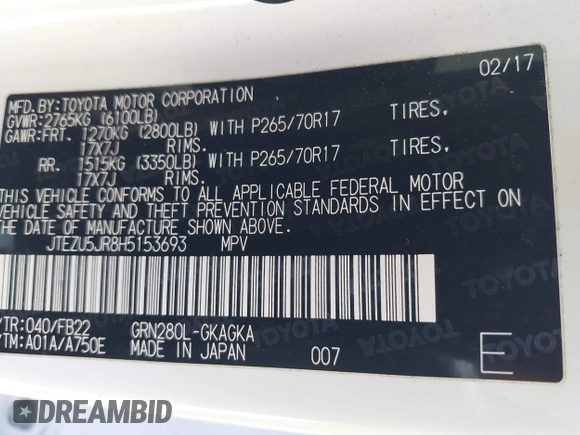 02/17
MFD.BY:TOYOTA MOTOR CORPORATION
GVWR:2765KG (6100LB)
GAWR:FRT. 1270KG (2800LB) WITH P265/70R17 TIRES,
17X7J RIMS.
RR. 1515KG (3350LB) WITH P265/70R17 TIRES,
17X7J RIMS.
THIS VEHICLE CONFORMS TO ALL APPLICABLE FEDERAL MOTOR
VEHICLE SAFETY AND THEFT PREVENTION STANDARDS IN EFFECT ON
THE DATE OF MANUFACTURE SHOWN ABOVE.
JTEZU5JR8H5153693 MPV
/TR:040/FB22 GRN280L-GKAGKA
/TM:A01A/A750E MADE IN JAPAN 007 E
DREAMBID